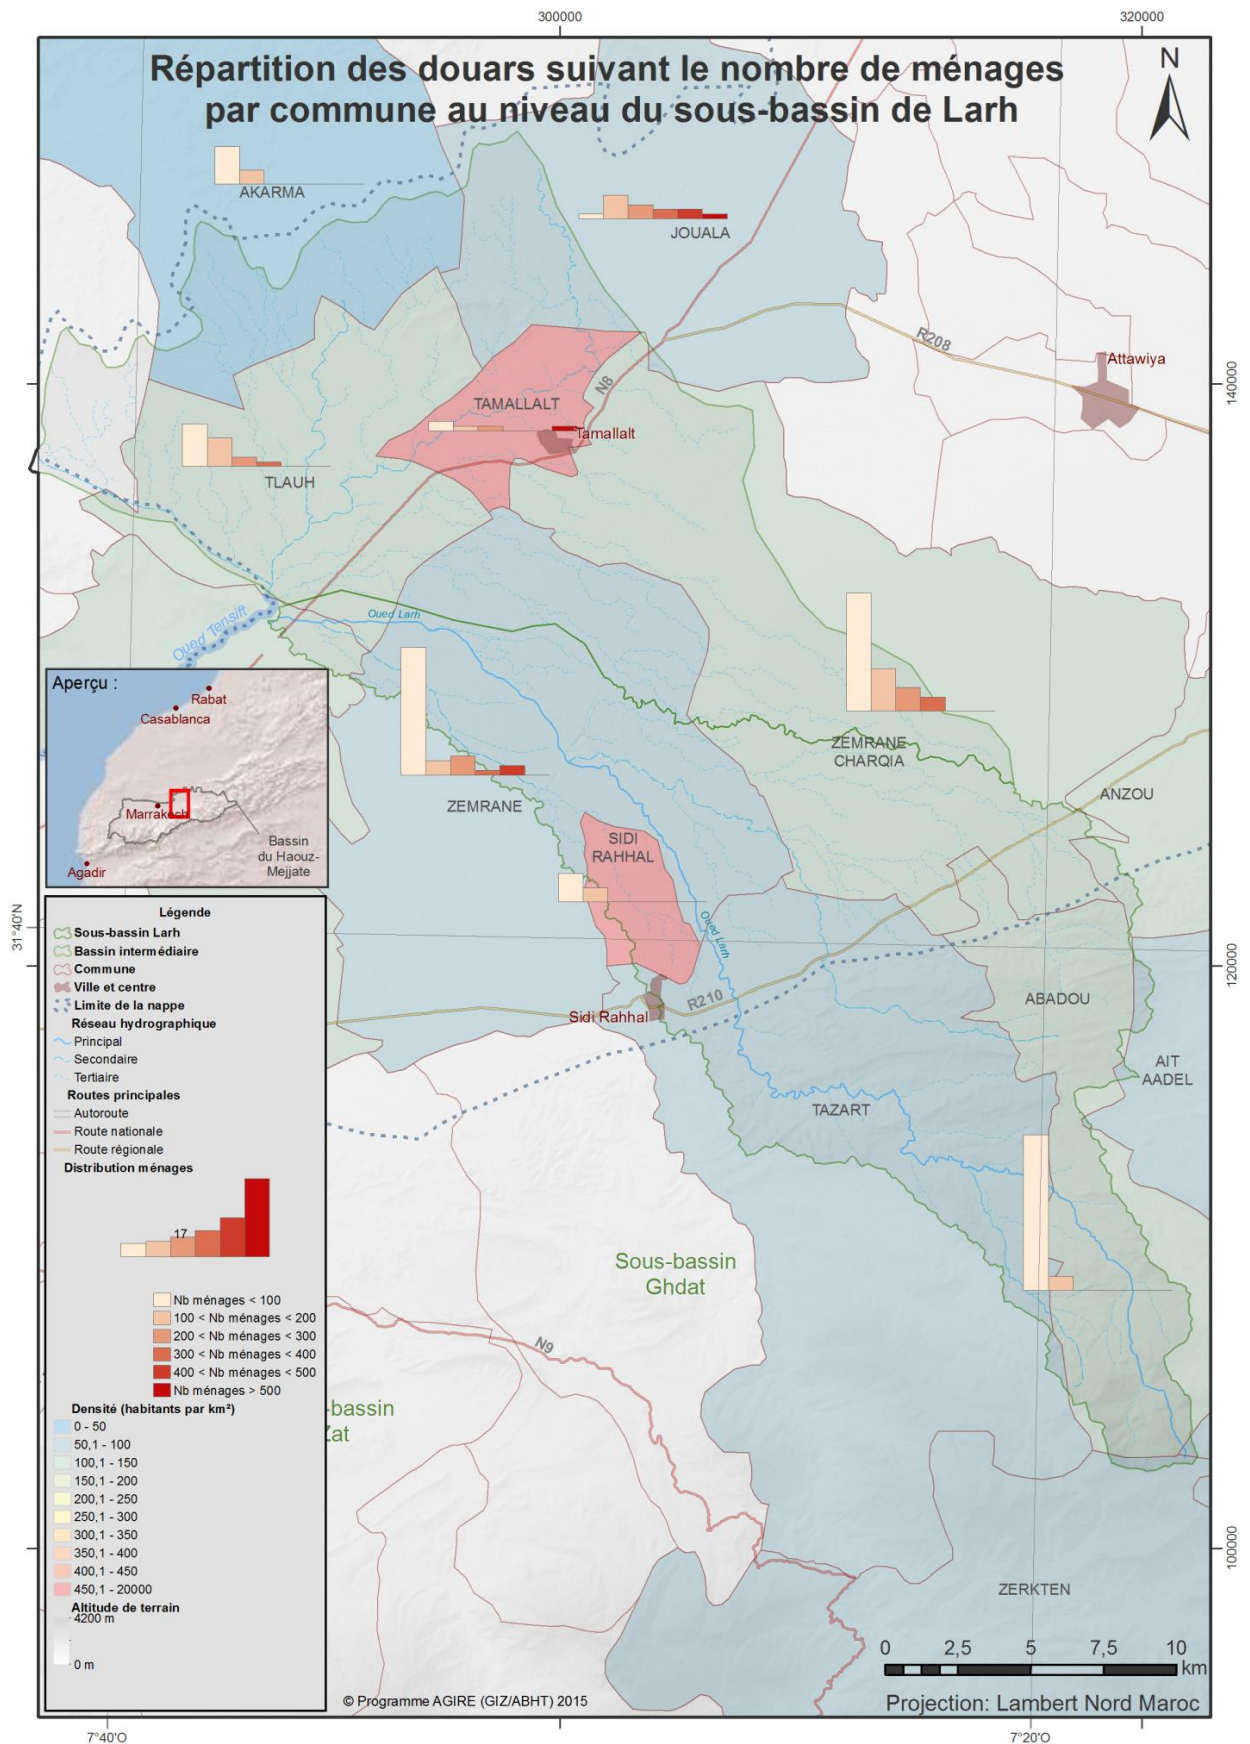 300000
320000
Répartition des douars suivant le nombre de ménages
par commune au niveau du sous-bassin de Larh
N
AKARMA
JOUALA
R208
Attawiya
140000
N8
TAMALLALT
Tamallalt
TLAUH
Oued Larh
Oued Tensift
ZEMRANE
CHARQIA
ANZOU
ZEMRANE
SIDI
RAHHAL
Oued Larh
31°40'N
120000
R210
Sidi Rahhal
ABADOU
AIT
AADEL
TAZART
Aperçu :
Rabat
Casablanca
Marrakech
Agadir
Bassin
du Haouz-
Mejjate
Légende
Sous-bassin Larh
Bassin intermédiaire
Commune
Ville et centre
Limite de la nappe
Réseau hydrographique
Principal
Secondaire
Tertiaire
Routes principales
Autoroute
Route nationale
Route régionale
Distribution ménages
17
Nb ménages < 100
100 < Nb ménages < 200
200 < Nb ménages < 300
300 < Nb ménages < 400
400 < Nb ménages < 500
Nb ménages > 500
Densité (habitants par km²)
0 - 50
50,1 - 100
100,1 - 150
150,1 - 200
200,1 - 250
250,1 - 300
300,1 - 350
350,1 - 400
400,1 - 450
450,1 - 20000
Altitude de terrain
4200 m
0 m
Sous-bassin
Ghdat
N9
-bassin
Zat
100000
ZERKTEN
0 2,5 5 7,5 10
km
© Programme AGIRE (GIZ/ABHT) 2015
Projection: Lambert Nord Maroc
7°40'O
7°20'O